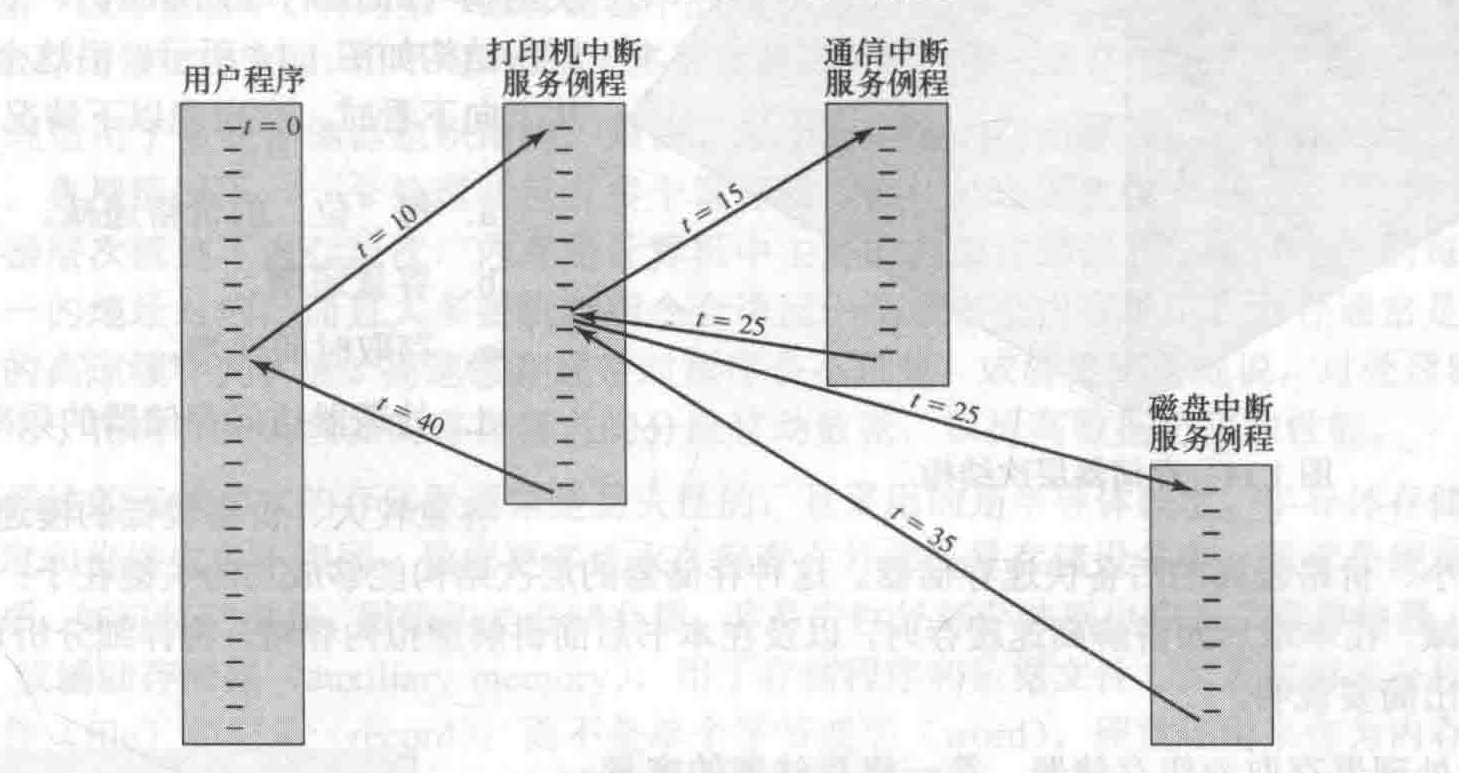 用户程序
打印机中断
服务例程
通信中断
服务例程
磁盘中断
服务例程
t = 0
t = 10
t = 15
t = 25
t = 25
t = 35
t = 40